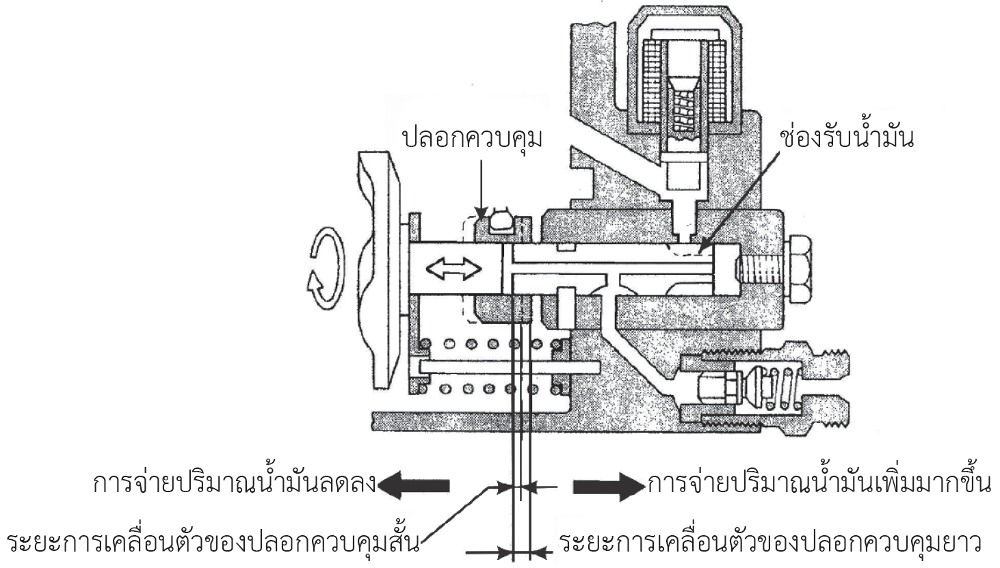 ปลอกควบคุม
ช่องรับน้ำมัน
การจ่ายปริมาณน้ำมันลดลง
การจ่ายปริมาณน้ำมันเพิ่มมากขึ้น
ระยะการเคลื่อนตัวของปลอกควบคุมสั้น
ระยะการเคลื่อนตัวของปลอกควบคุมยาว